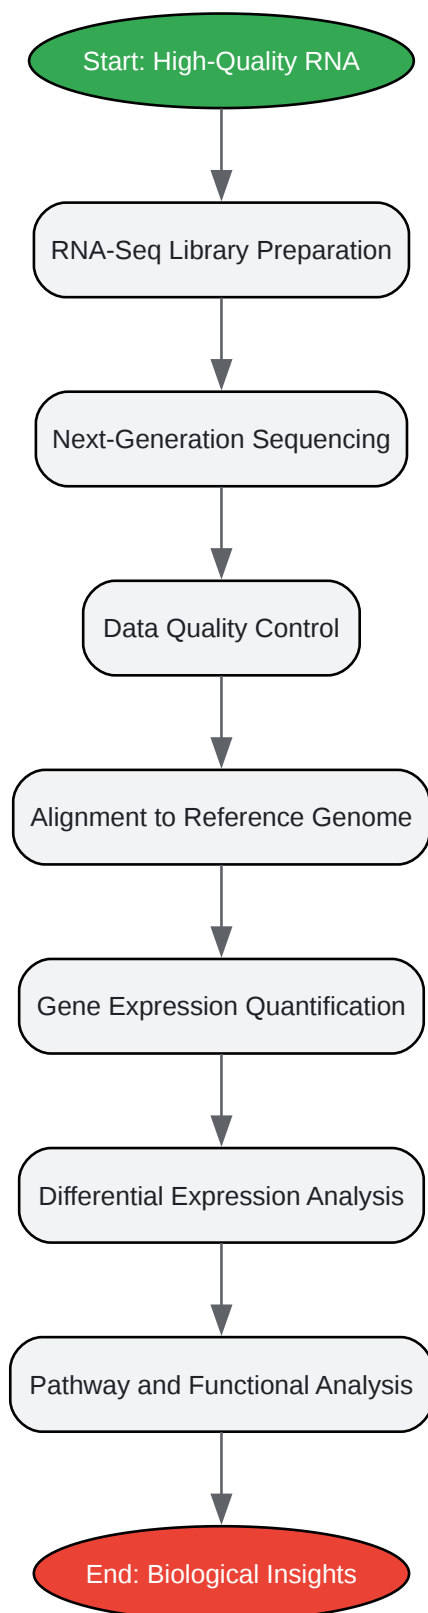 Start: High-Quality RNA
RNA-Seq Library Preparation
Next-Generation Sequencing
Data Quality Control
Alignment to Reference Genome
Gene Expression Quantification
Differential Expression Analysis
Pathway and Functional Analysis
End: Biological Insights